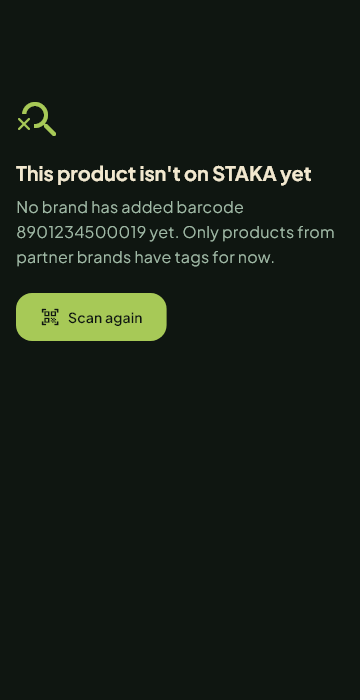 This product isn't on STAKA yet
No brand has added barcode
8901234500019 yet. Only products from
partner brands have tags for now.
Scan again